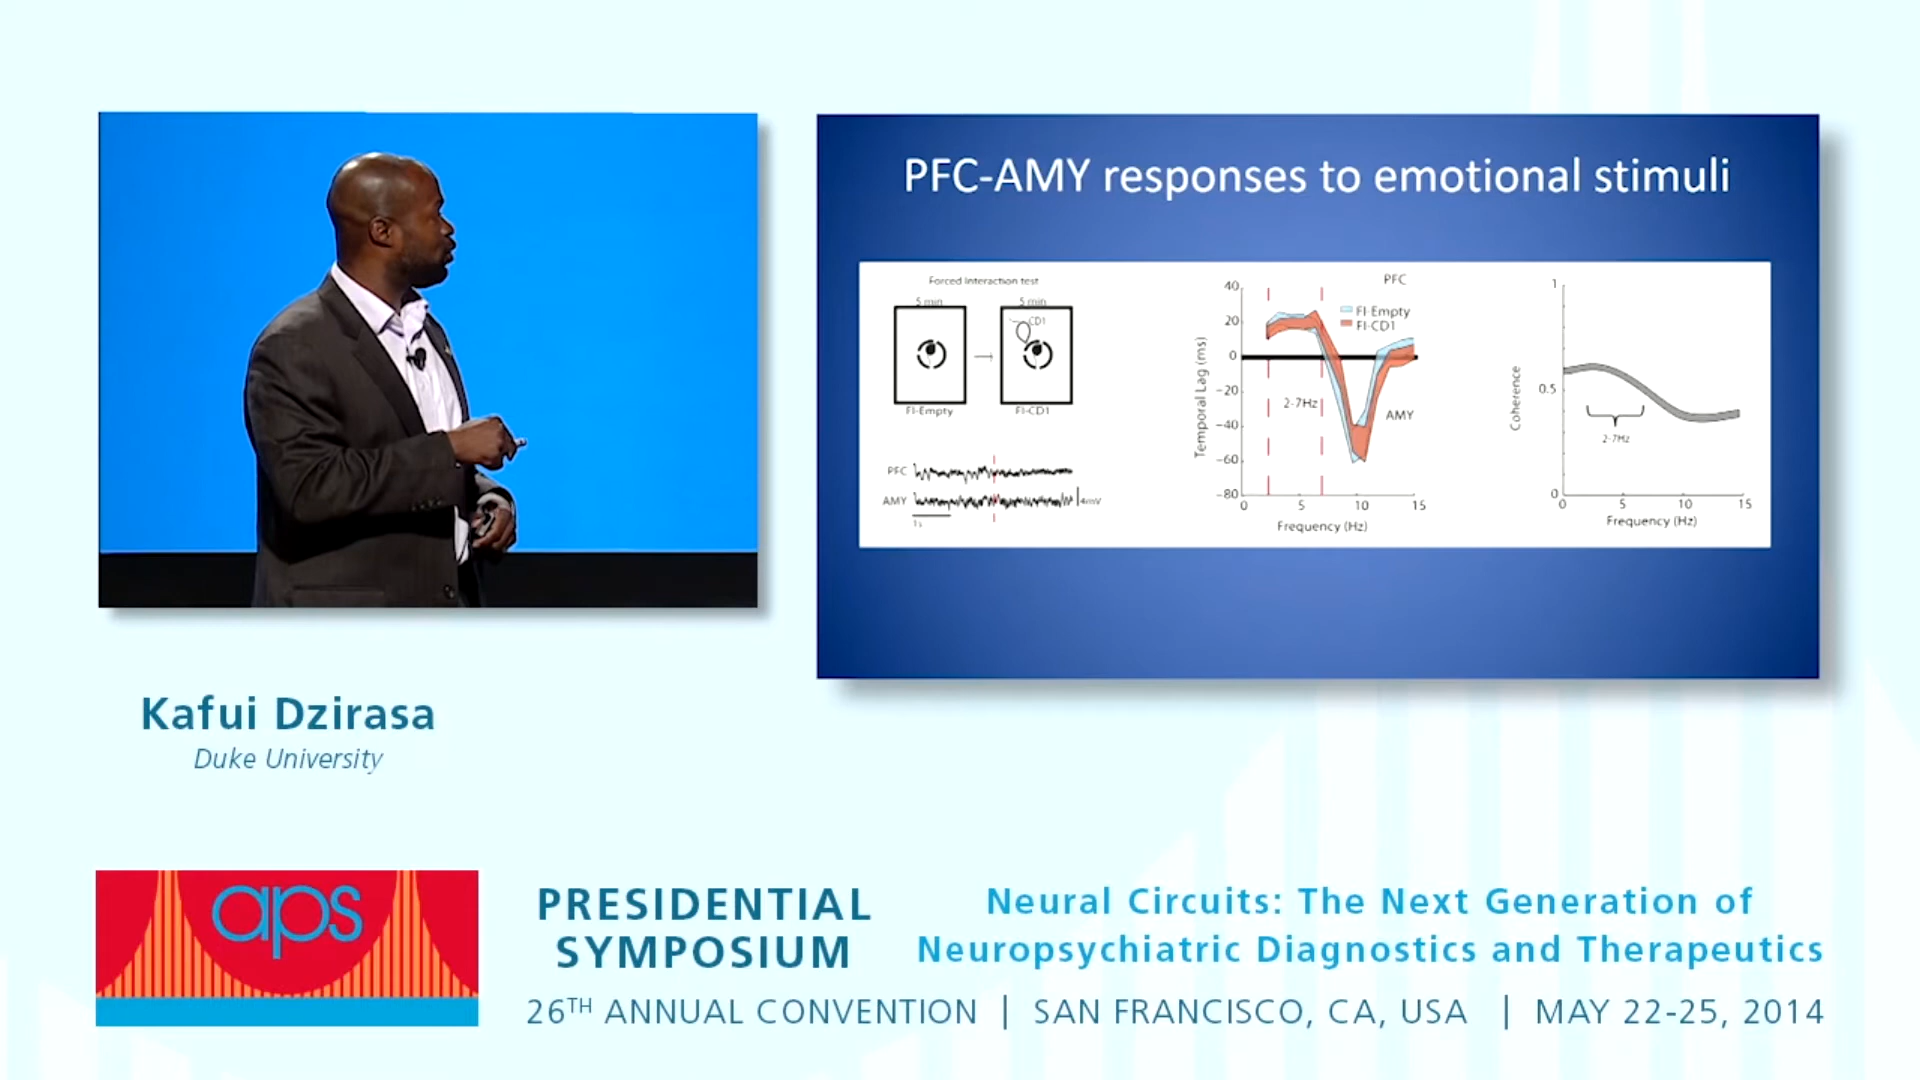 PFC-AMY responses to emotional stimuli
Forced Interaction test
5 min
5 min
CD1
FI-Empty
FI-CD1
PFC
AMY
4mV
1s
40
20
0
-20
-40
-60
-80
Temporal Lag (ms)
PFC
FI-Empty
FI-CD1
2-7Hz
AMY
0 5 10 15
Frequency (Hz)
1
0.5
0
Coherence
2-7Hz
0 5 10 15
Frequency (Hz)
Kafui Dzirasa
Duke University
aps
PRESIDENTIAL
SYMPOSIUM
Neural Circuits: The Next Generation of
Neuropsychiatric Diagnostics and Therapeutics
26TH ANNUAL CONVENTION | SAN FRANCISCO, CA, USA | MAY 22-25, 2014